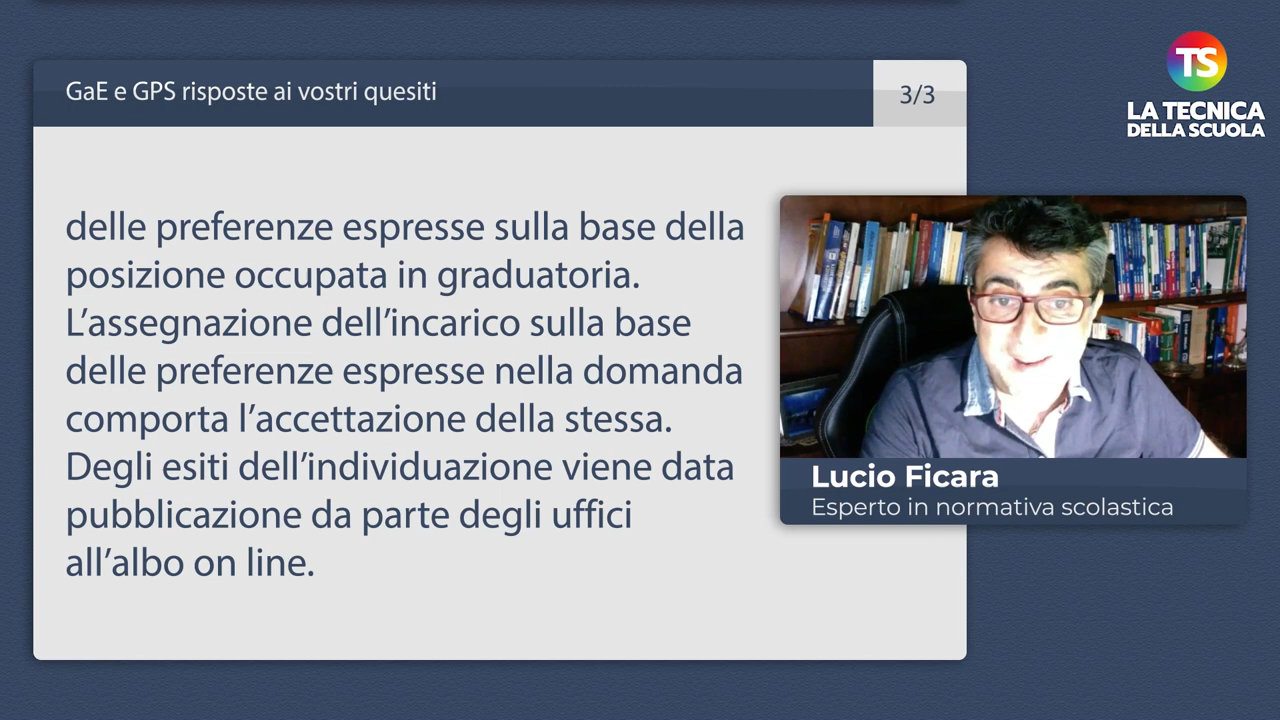 GaE e GPS risposte ai vostri quesiti
3/3
TS
LA TECNICA
DELLA SCUOLA
delle preferenze espresse sulla base della
posizione occupata in graduatoria.
L’assegnazione dell’incarico sulla base
delle preferenze espresse nella domanda
comporta l’accettazione della stessa.
Degli esiti dell’individuazione viene data
pubblicazione da parte degli uffici
all’albo on line.
Lucio Ficara
Esperto in normativa scolastica